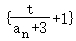 {t/(a_n+3) +1}